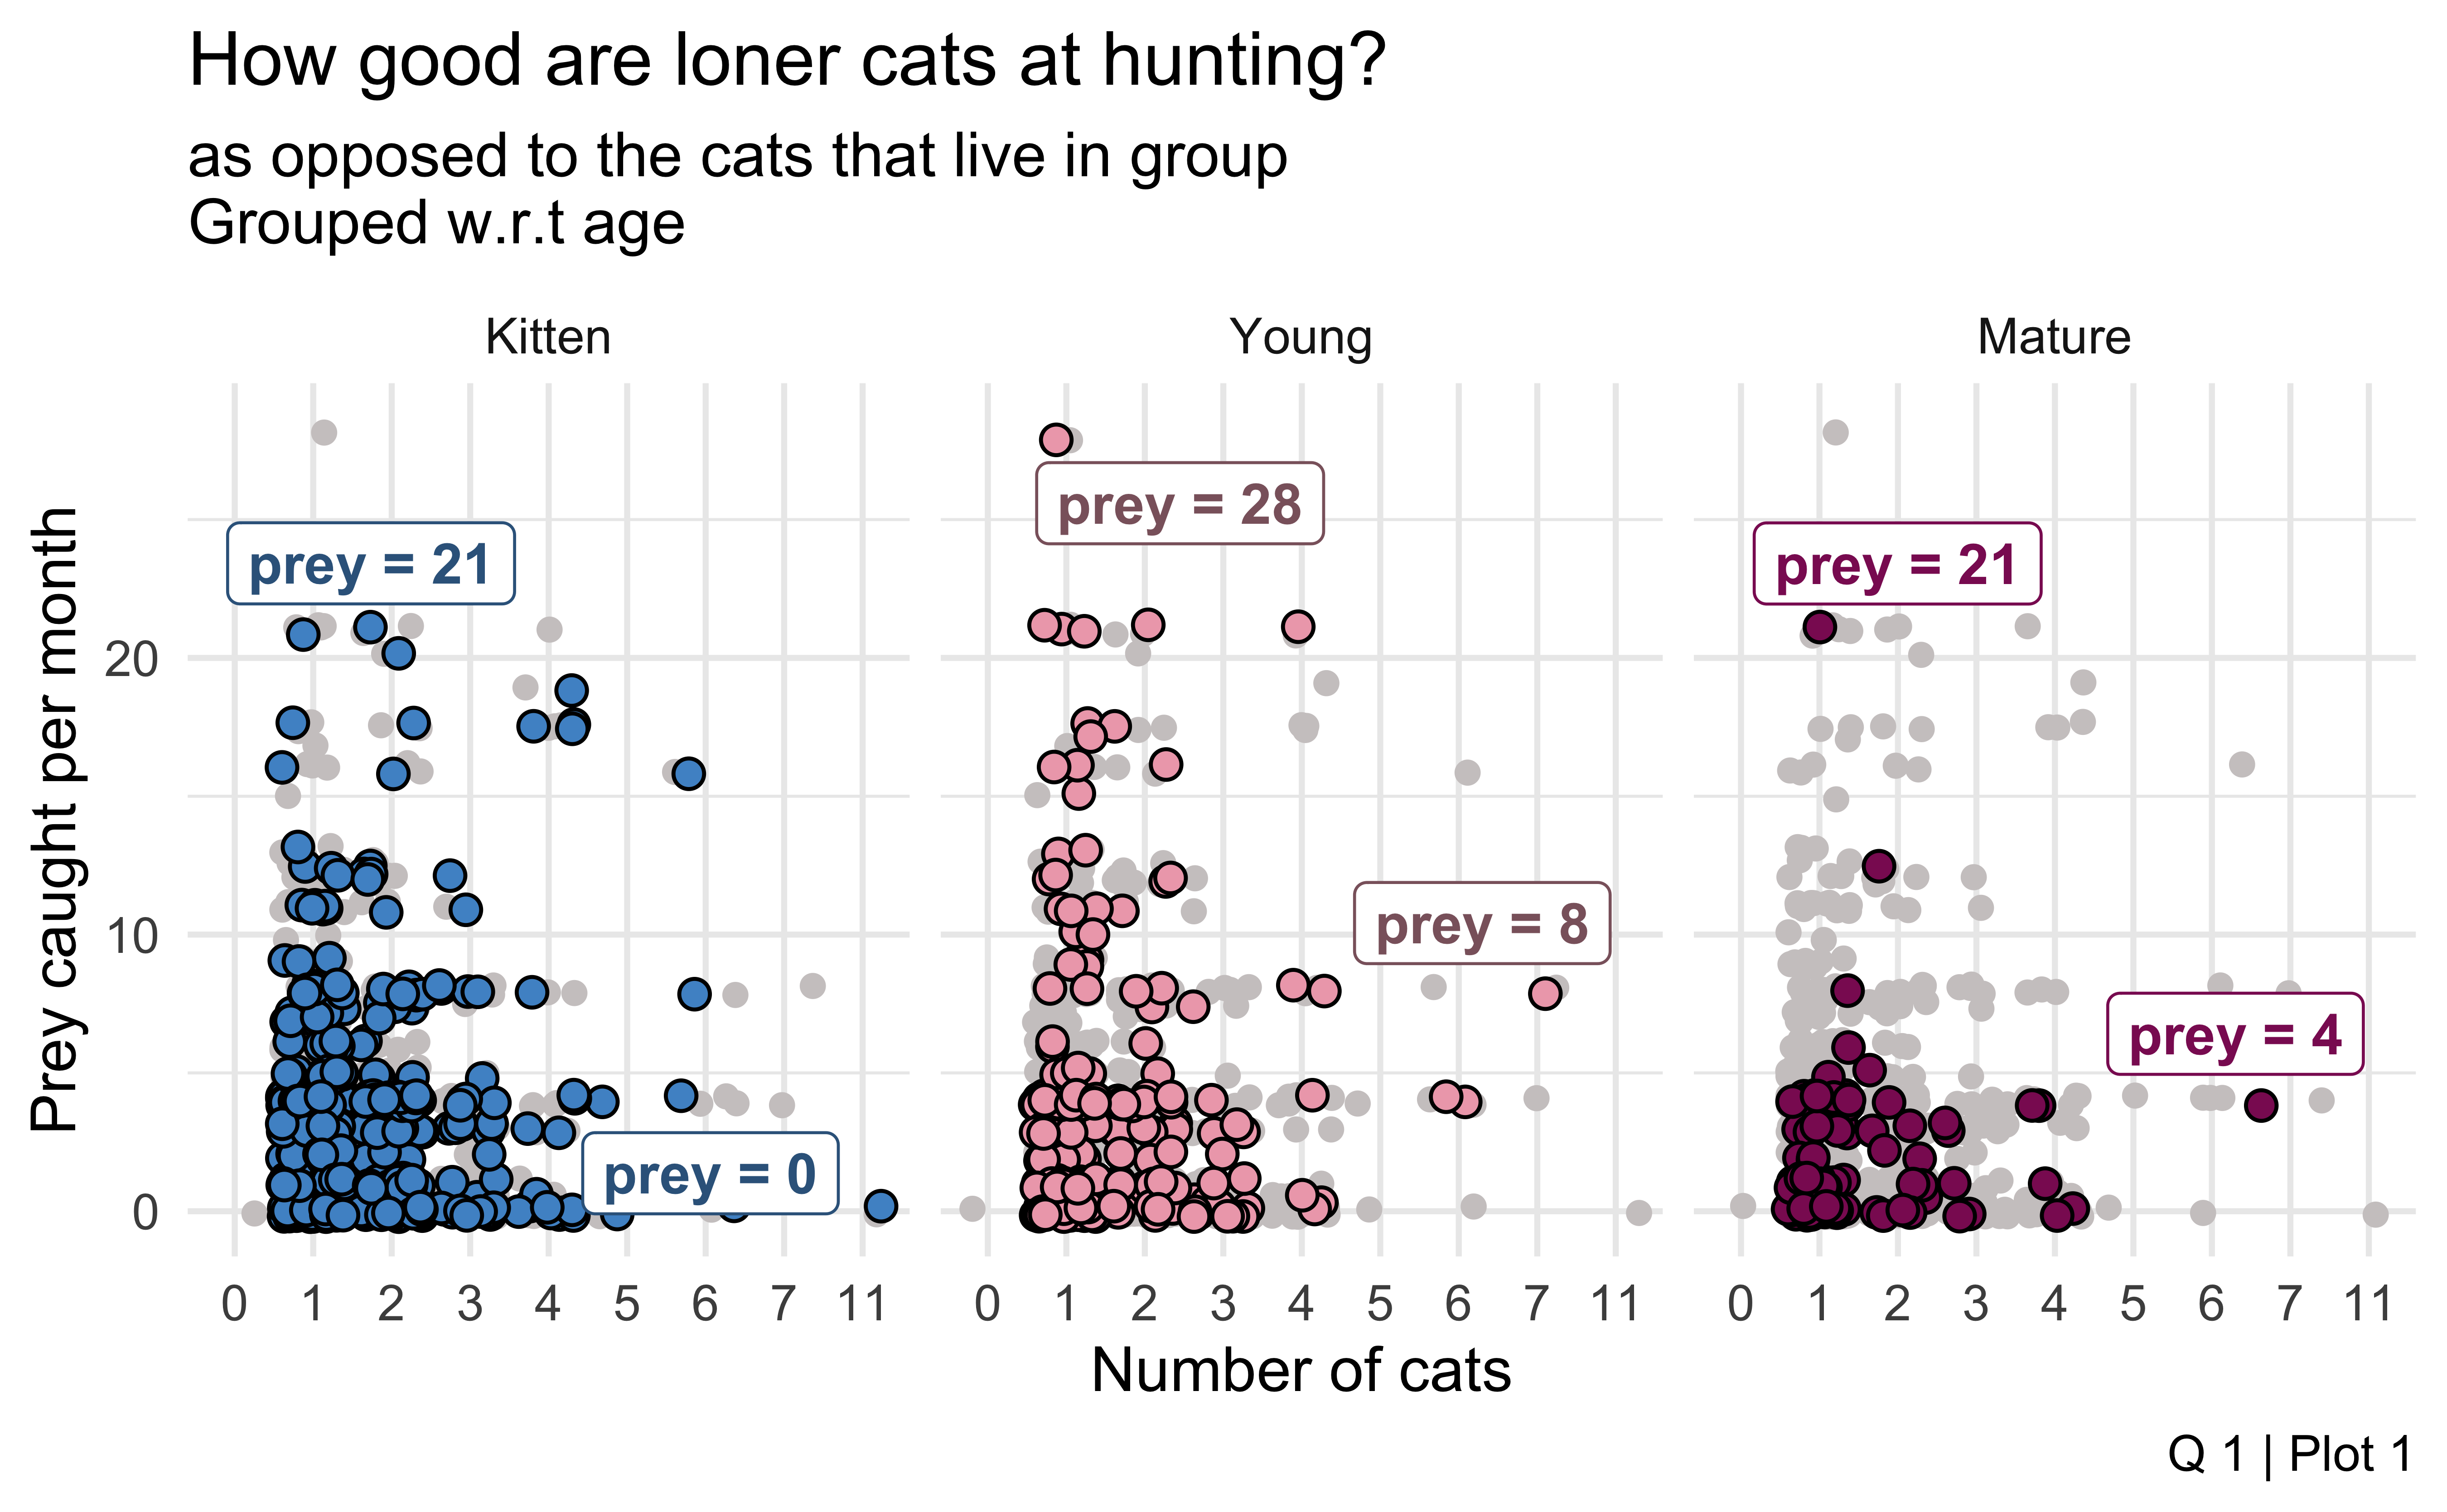 How good are loner cats at hunting?
as opposed to the cats that live in group
Grouped w.r.t age
Kitten
Young
Mature
Prey caught per month
20
10
0
prey = 21
prey = 0
prey = 28
prey = 8
prey = 21
prey = 4
0 1 2 3 4 5 6 7 11
0 1 2 3 4 5 6 7 11
0 1 2 3 4 5 6 7 11
Number of cats
Q 1 | Plot 1